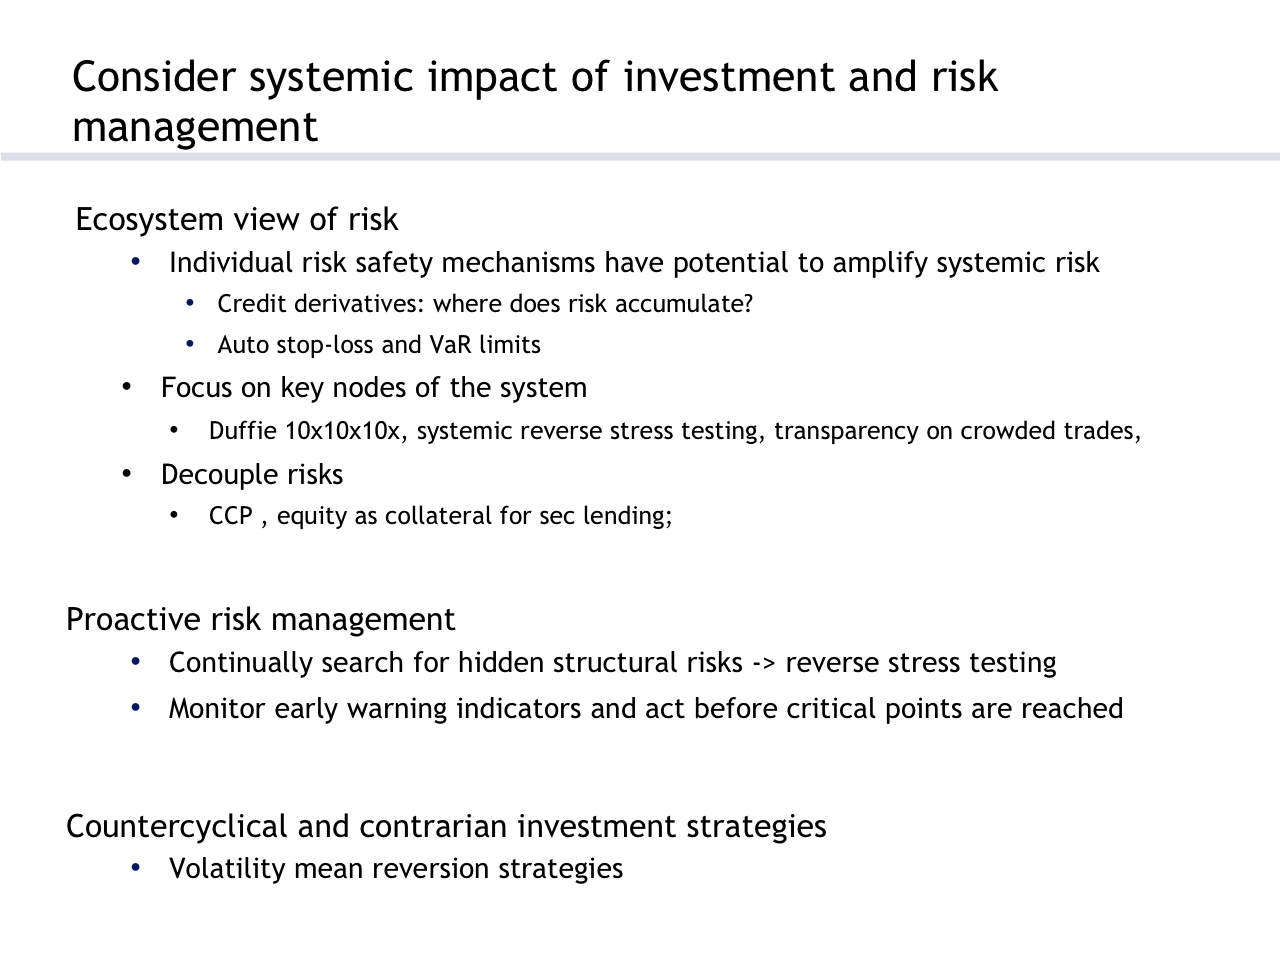 Consider systemic impact of investment and risk
management
Ecosystem view of risk
• Individual risk safety mechanisms have potential to amplify systemic risk
• Credit derivatives: where does risk accumulate?
• Auto stop-loss and VaR limits
• Focus on key nodes of the system
• Duffie 10x10x10x, systemic reverse stress testing, transparency on crowded trades,
• Decouple risks
• CCP , equity as collateral for sec lending;
Proactive risk management
• Continually search for hidden structural risks -> reverse stress testing
• Monitor early warning indicators and act before critical points are reached
Countercyclical and contrarian investment strategies
• Volatility mean reversion strategies